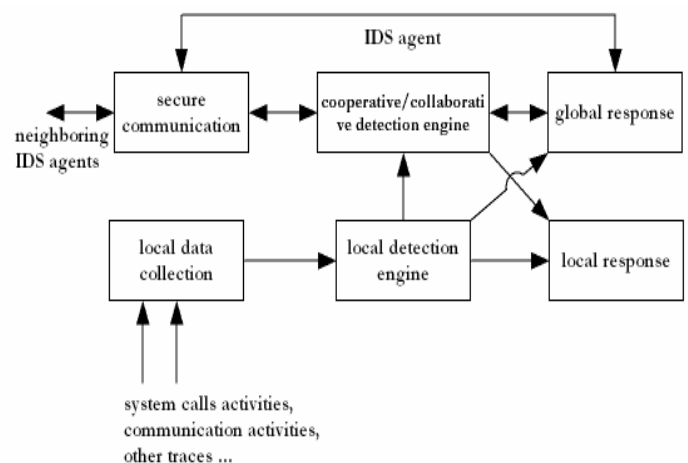 IDS agent
secure
communication
cooperative/collaborati
ve detection engine
global response
neighboring
IDS agents
local data
collection
local detection
engine
local response
system calls activities,
communication activities,
other traces ...